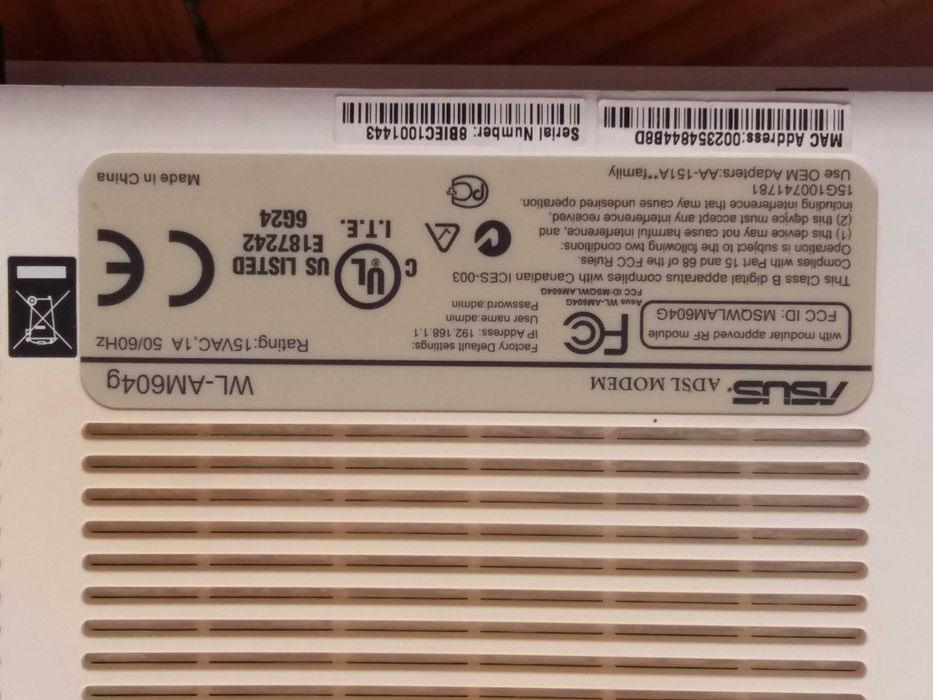 ASUS ADSL MODEM WL-AM604g
with modular approved RF module
FCC ID: MSQWLAM604G
FC
Asus WL-AM604G
FCC ID:MSQWLAM604G
Factory Default settings:
IP Address: 192.168.1.1
User name:admin
Password:admin
Rating:15VAC,1A 50/60Hz
This Class B digital apparatus complies with Canadian ICES-003
Complies with Part 15 and 68 of the FCC Rules.
Operation is subject to the following two conditions:
(1) this device may not cause harmful interference, and
(2) this device must accept any interference received,
including interference that may cause undesired operation.
15G100741781
Use OEM Adapters:AA-151A**family
C UL US LISTED
E187242
6G24
I.T.E.
CE
PC
Made in China
MAC Address:002354844B8D
Serial Number: 8BIEC1001443